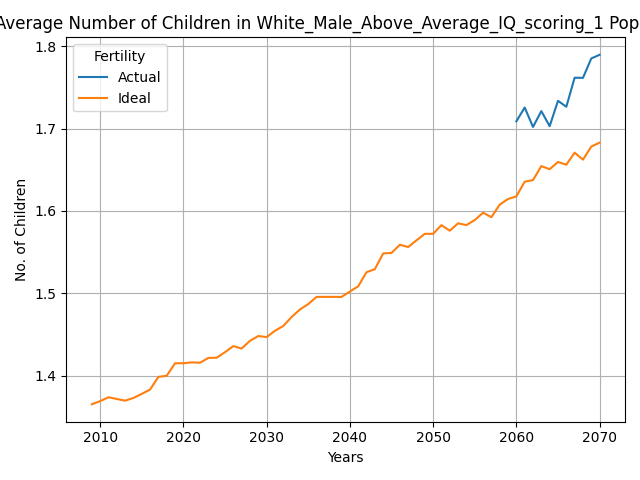 Average Number of Children in White_Male_Above_Average_IQ_scoring_1 Pop
Fertility
Actual
Ideal
1.8
1.7
1.6
1.5
1.4
No. of Children
2010 2020 2030 2040 2050 2060 2070
Years